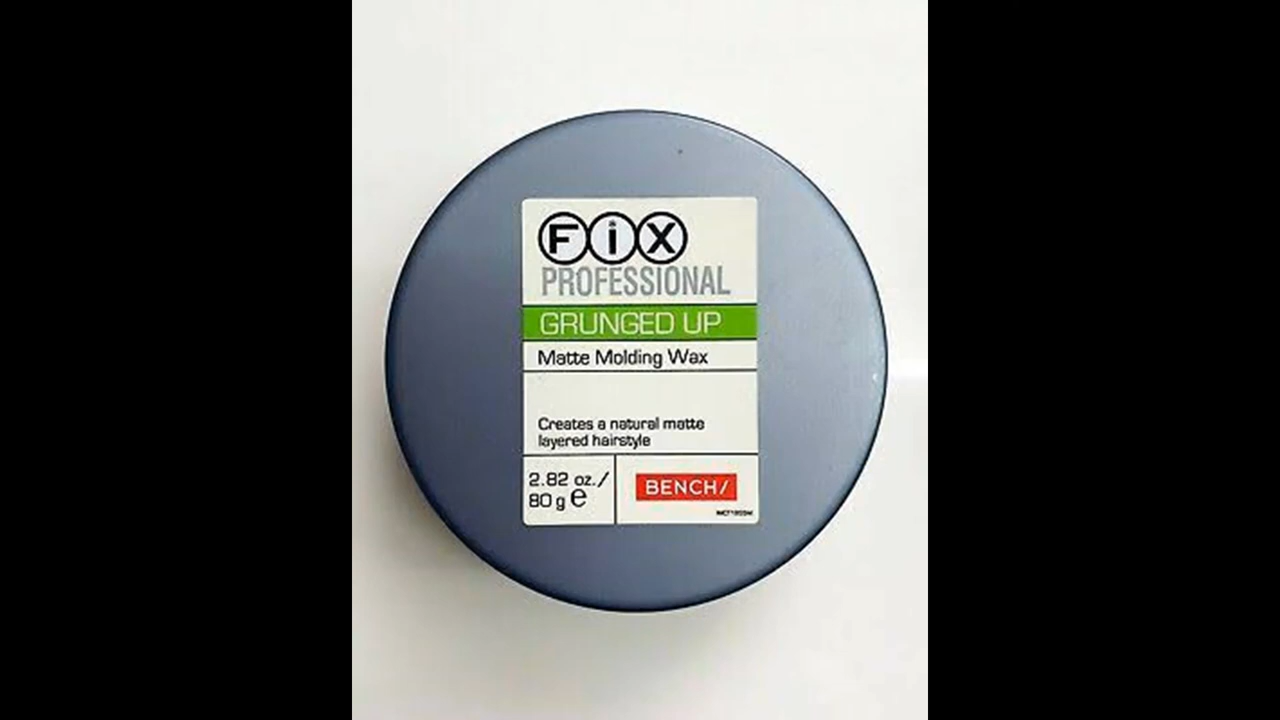 FiX
PROFESSIONAL
GRUNGED UP
Matte Molding Wax
Creates a natural matte
layered hairstyle
2.82 oz./
80 g e
BENCH/